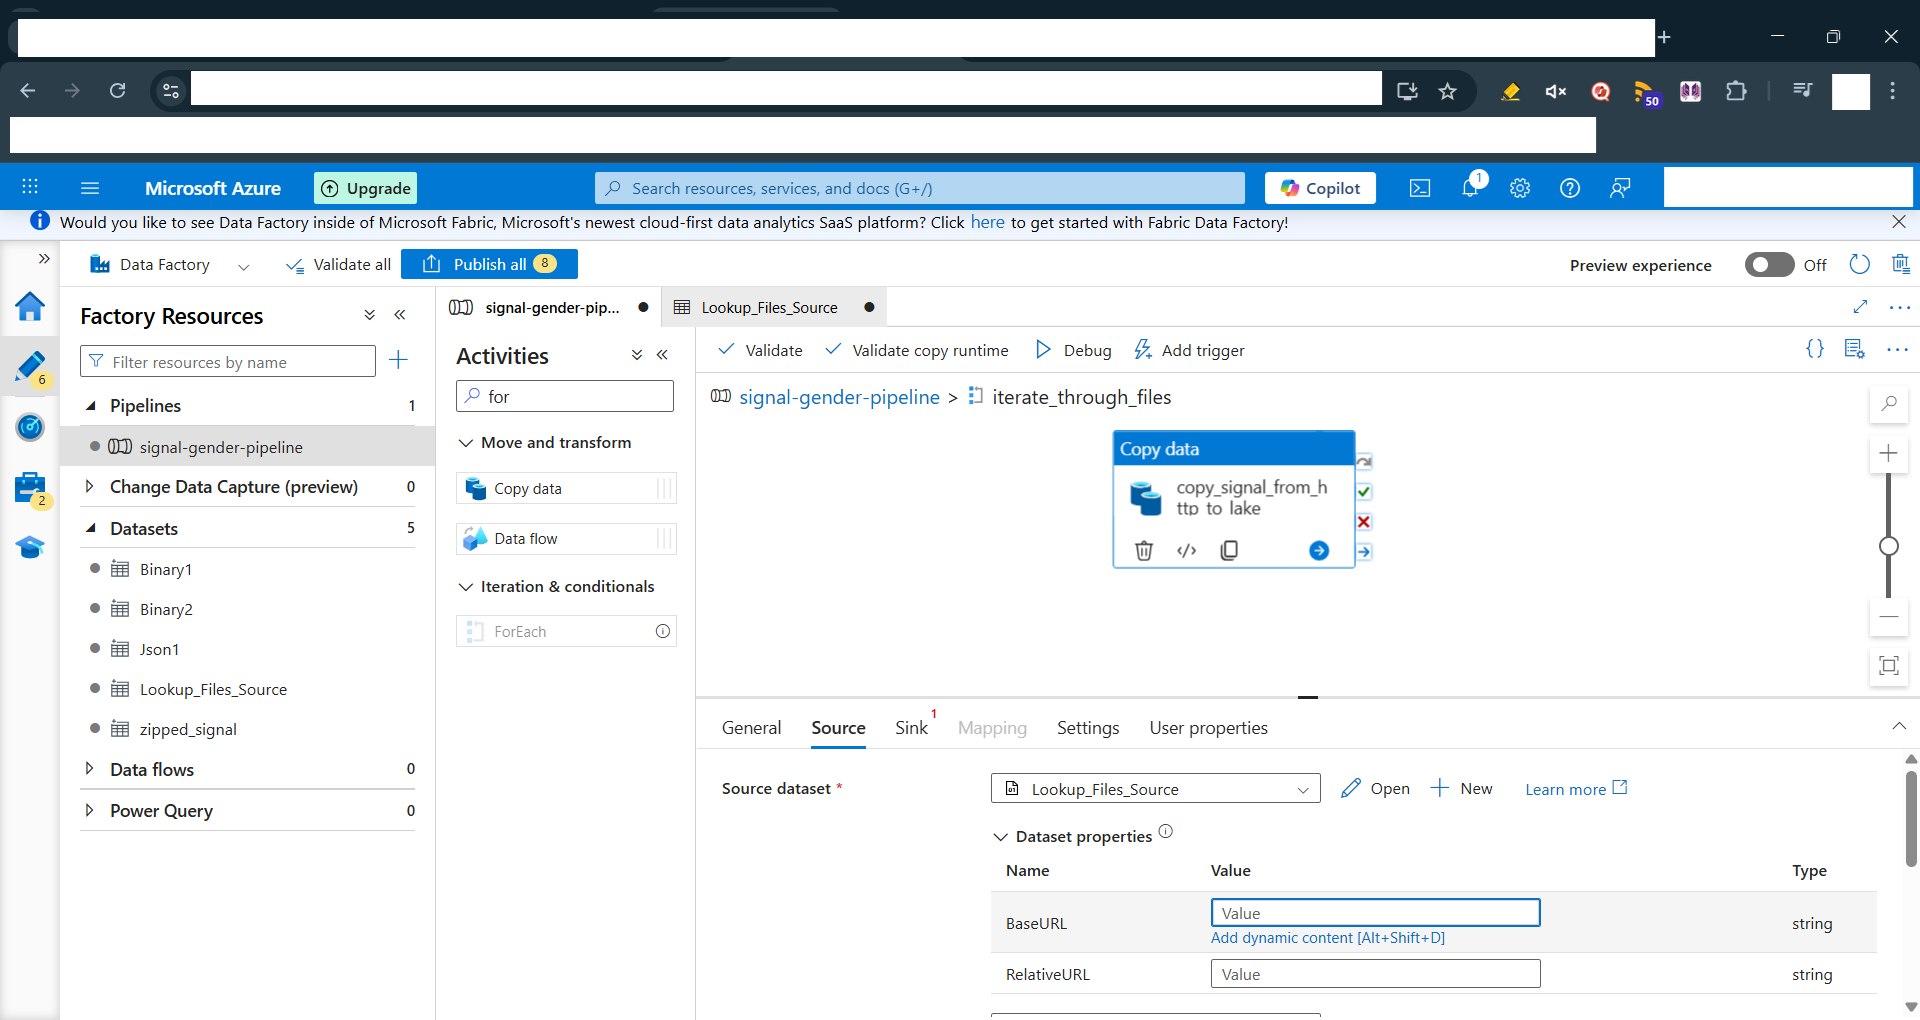 50
Microsoft Azure
Upgrade
Search resources, services, and docs (G+/)
Copilot
1
Would you like to see Data Factory inside of Microsoft Fabric, Microsoft's newest cloud-first data analytics SaaS platform? Click here to get started with Fabric Data Factory!
Data Factory
Validate all
Publish all 8
Preview experience
Off
6
2
Factory Resources
Filter resources by name
Pipelines 1
signal-gender-pipeline
Change Data Capture (preview) 0
Datasets 5
Binary1
Binary2
Json1
Lookup_Files_Source
zipped_signal
Data flows 0
Power Query 0
signal-gender-pip...
Lookup_Files_Source
Activities
for
Move and transform
Copy data
Data flow
Iteration & conditionals
ForEach
Validate
Validate copy runtime
Debug
Add trigger
signal-gender-pipeline > iterate_through_files
Copy data
copy_signal_from_h
ttp_to_lake
General
Source
Sink 1
Mapping
Settings
User properties
Source dataset *
Lookup_Files_Source
Open
New
Learn more
Dataset properties
Name Value Type
BaseURL Value string
Add dynamic content [Alt+Shift+D]
RelativeURL Value string